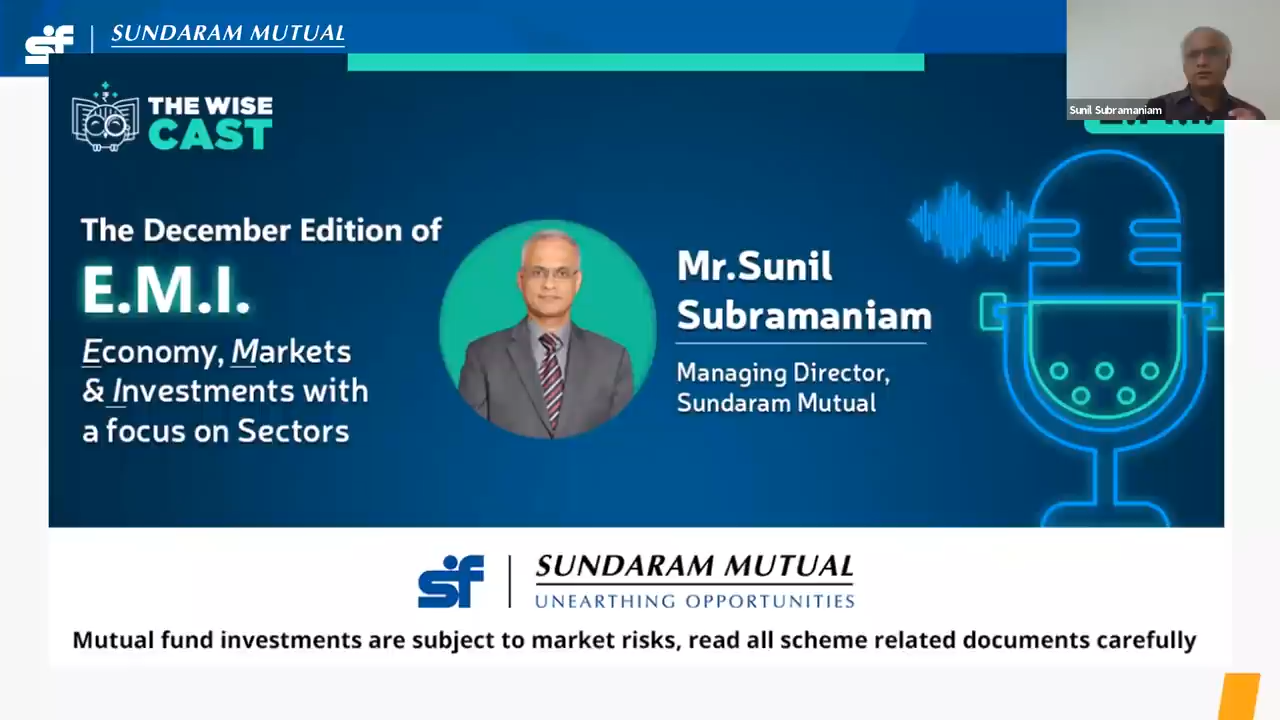 SUNDARAM MUTUAL
Sunil Subramaniam
THE WISE
CAST
The December Edition of
E.M.I.
Economy, Markets
& Investments with
a focus on Sectors
Mr.Sunil
Subramaniam
Managing Director,
Sundaram Mutual
SUNDARAM MUTUAL
UNEARTHING OPPORTUNITIES
Mutual fund investments are subject to market risks, read all scheme related documents carefully